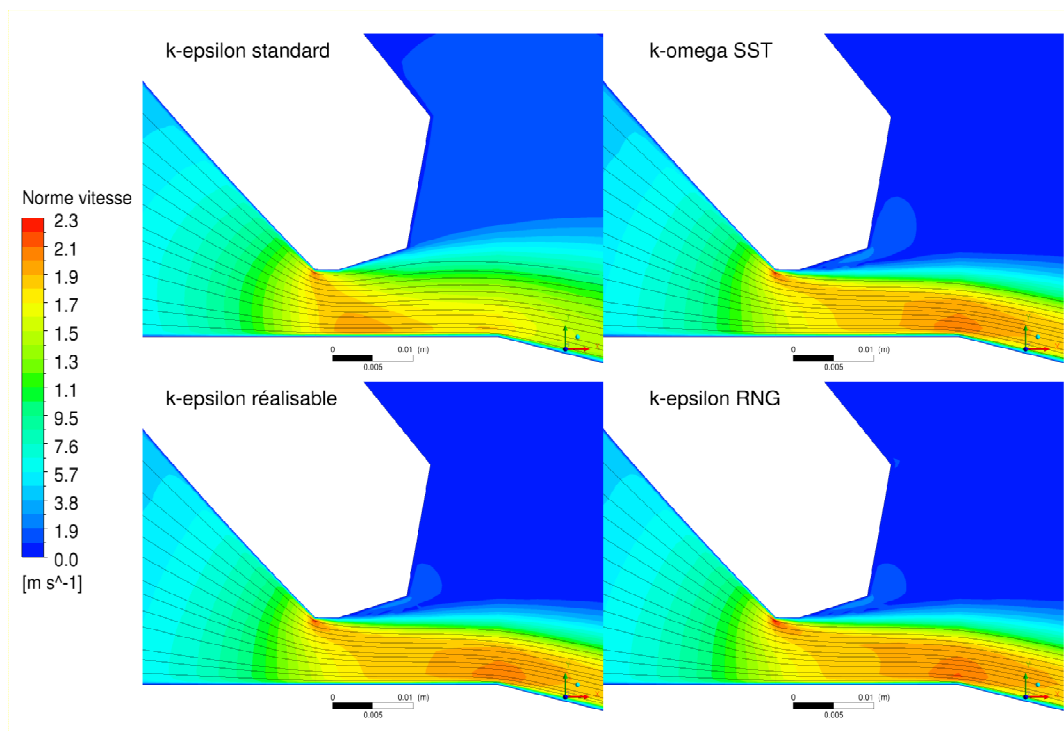 k-epsilon standard
k-omega SST
Norme vitesse
2.3
2.1
1.9
1.7
1.5
1.3
1.1
9.5
7.6
5.7
3.8
1.9
0.0
[m s^-1]
0 0.01 (m)
0.005
0 0.01 (m)
0.005
k-epsilon réalisable
k-epsilon RNG
0 0.01 (m)
0.005
0 0.01 (m)
0.005